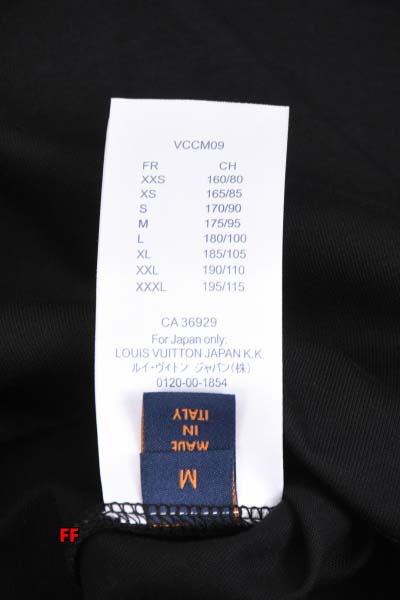 VCCM09
FR CH
XXS 160/80
XS 165/85
S 170/90
M 175/95
L 180/100
XL 185/105
XXL 190/110
XXXL 195/115
CA 36929
For Japan only:
LOUIS VUITTON JAPAN K.K.
ルイ・ヴィトン ジャパン(株)
0120-00-1854
MADE
IN
ITALY
M
FF